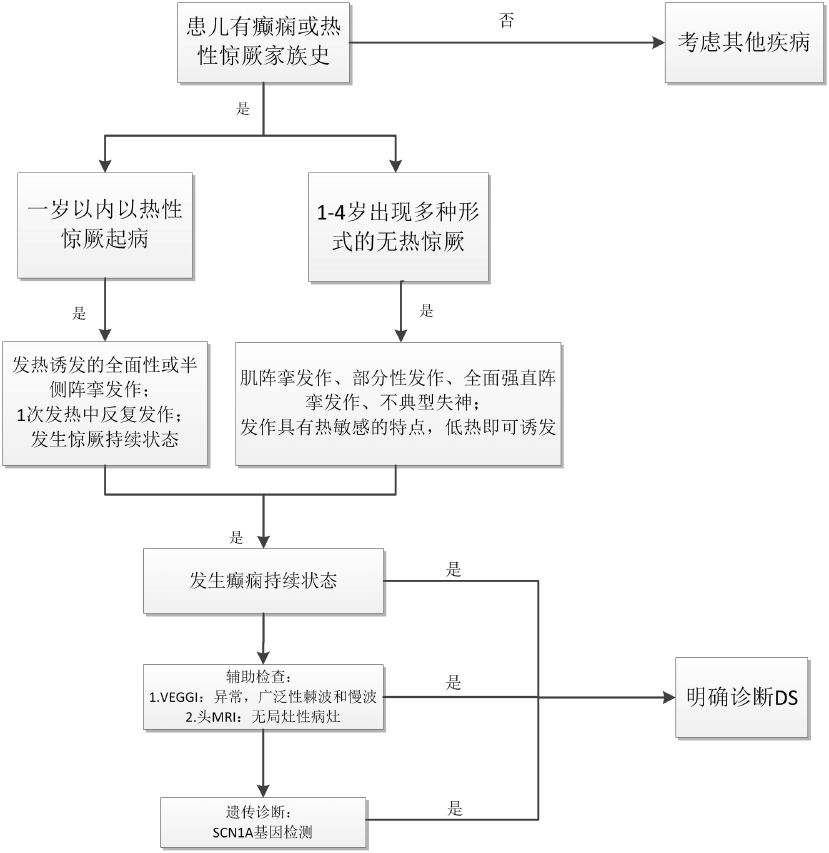 患儿有癫痫或热
性惊厥家族史
否
考虑其他疾病
是
一岁以内以热性
惊厥起病
1-4岁出现多种形
式的无热惊厥
是
是
发热诱发的全面性或半
侧阵挛发作；
1次发热中反复发作；
发生惊厥持续状态
肌阵挛发作、部分性发作、全面强直阵
挛发作、不典型失神；
发作具有热敏感的特点，低热即可诱发
是
发生癫痫持续状态
是
辅助检查：
1.VEGGI：异常，广泛性棘波和慢波
2.头MRI：无局灶性病灶
是
明确诊断DS
遗传诊断：
SCN1A基因检测
是